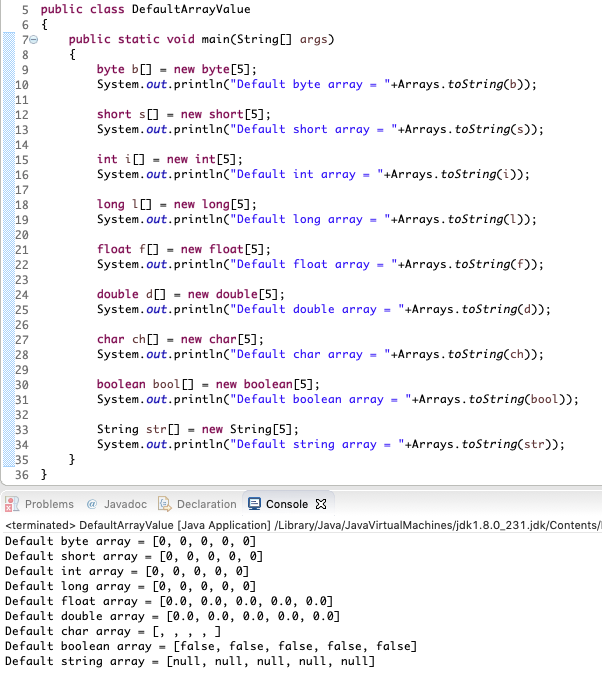 5 public class DefaultArrayValue
6 {
7 public static void main(String[] args)
8 {
9 byte b[] = new byte[5];
10 System.out.println("Default byte array = "+Arrays.toString(b));
11
12 short s[] = new short[5];
13 System.out.println("Default short array = "+Arrays.toString(s));
14
15 int i[] = new int[5];
16 System.out.println("Default int array = "+Arrays.toString(i));
17
18 long l[] = new long[5];
19 System.out.println("Default long array = "+Arrays.toString(l));
20
21 float f[] = new float[5];
22 System.out.println("Default float array = "+Arrays.toString(f));
23
24 double d[] = new double[5];
25 System.out.println("Default double array = "+Arrays.toString(d));
26
27 char ch[] = new char[5];
28 System.out.println("Default char array = "+Arrays.toString(ch));
29
30 boolean bool[] = new boolean[5];
31 System.out.println("Default boolean array = "+Arrays.toString(bool));
32
33 String str[] = new String[5];
34 System.out.println("Default string array = "+Arrays.toString(str));
35 }
36 }
Problems @ Javadoc Declaration Console
<terminated> DefaultArrayValue [Java Application] /Library/Java/JavaVirtualMachines/jdk1.8.0_231.jdk/Contents/
Default byte array = [0, 0, 0, 0, 0]
Default short array = [0, 0, 0, 0, 0]
Default int array = [0, 0, 0, 0, 0]
Default long array = [0, 0, 0, 0, 0]
Default float array = [0.0, 0.0, 0.0, 0.0, 0.0]
Default double array = [0.0, 0.0, 0.0, 0.0, 0.0]
Default char array = [, , , , ]
Default boolean array = [false, false, false, false, false]
Default string array = [null, null, null, null, null]